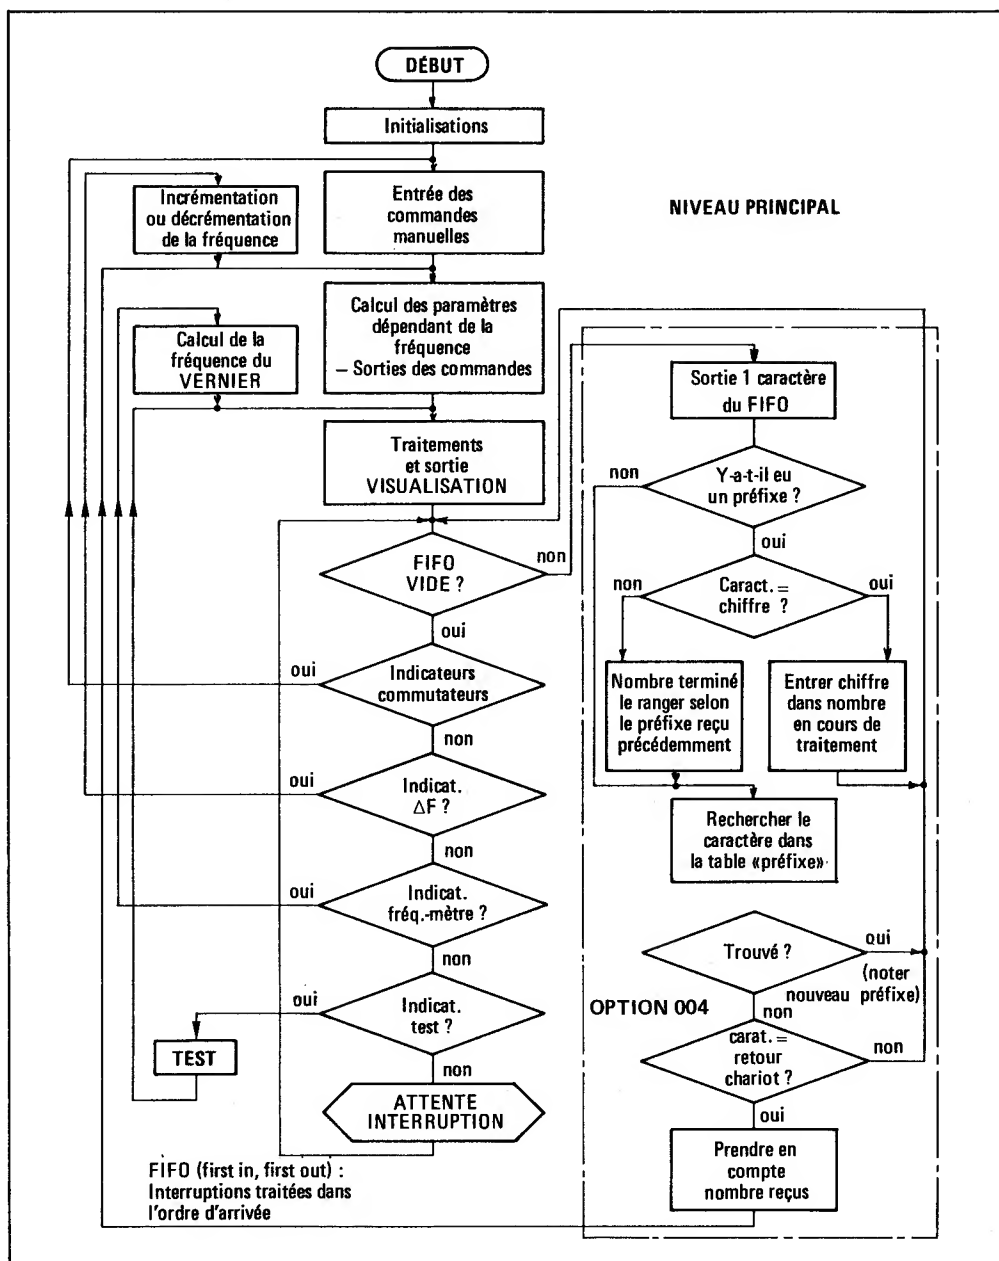 DÉBUT
Initialisations
Entrée des
commandes
manuelles
Incrémentation
ou décrémentation
de la fréquence
NIVEAU PRINCIPAL
Calcul des paramètres
dépendant de la
fréquence
– Sorties des commandes
Calcul de la
fréquence du
VERNIER
Traitements
et sortie
VISUALISATION
FIFO
VIDE ?
non
oui
Indicateurs
commutateurs
oui
non
Indicat.
ΔF ?
oui
non
Indicat.
fréq.-mètre ?
oui
non
Indicat.
test ?
oui
non
TEST
ATTENTE
INTERRUPTION
FIFO (first in, first out) :
Interruptions traitées dans
l'ordre d'arrivée
Sortie 1 caractère
du FIFO
Y-a-t-il eu
un préfixe ?
non
oui
Caract. =
chiffre ?
non
oui
Nombre terminé
le ranger selon
le préfixe reçu
précédemment
Entrer chiffre
dans nombre
en cours de
traitement
Rechercher le
caractère dans
la table «préfixe»
Trouvé ?
oui
(noter
nouveau préfixe)
non
OPTION 004
carat. =
retour
chariot ?
non
oui
Prendre en
compte
nombre reçus